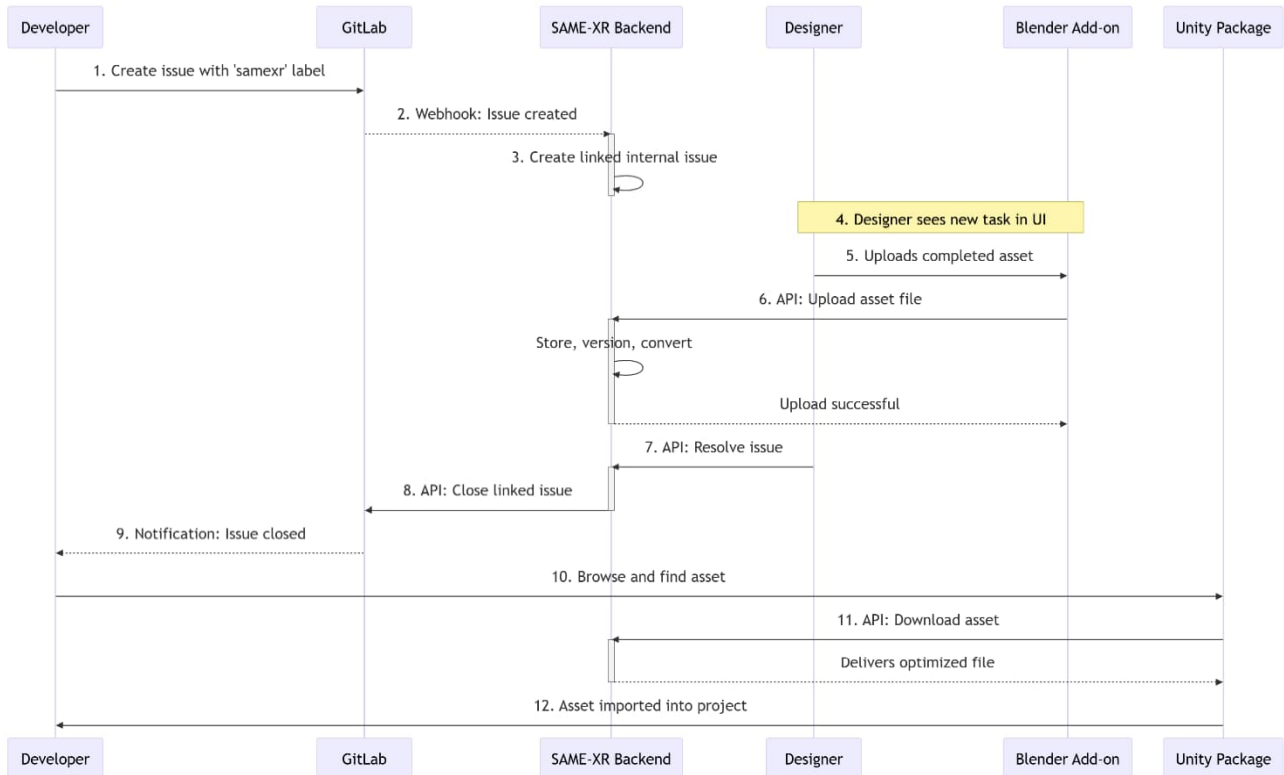 Developer GitLab SAME-XR Backend Designer Blender Add-on Unity Package
1. Create issue with 'samexr' label
2. Webhook: Issue created
3. Create linked internal issue
4. Designer sees new task in UI
5. Uploads completed asset
6. API: Upload asset file
Store, version, convert
Upload successful
7. API: Resolve issue
8. API: Close linked issue
9. Notification: Issue closed
10. Browse and find asset
11. API: Download asset
Delivers optimized file
12. Asset imported into project
Developer GitLab SAME-XR Backend Designer Blender Add-on Unity Package